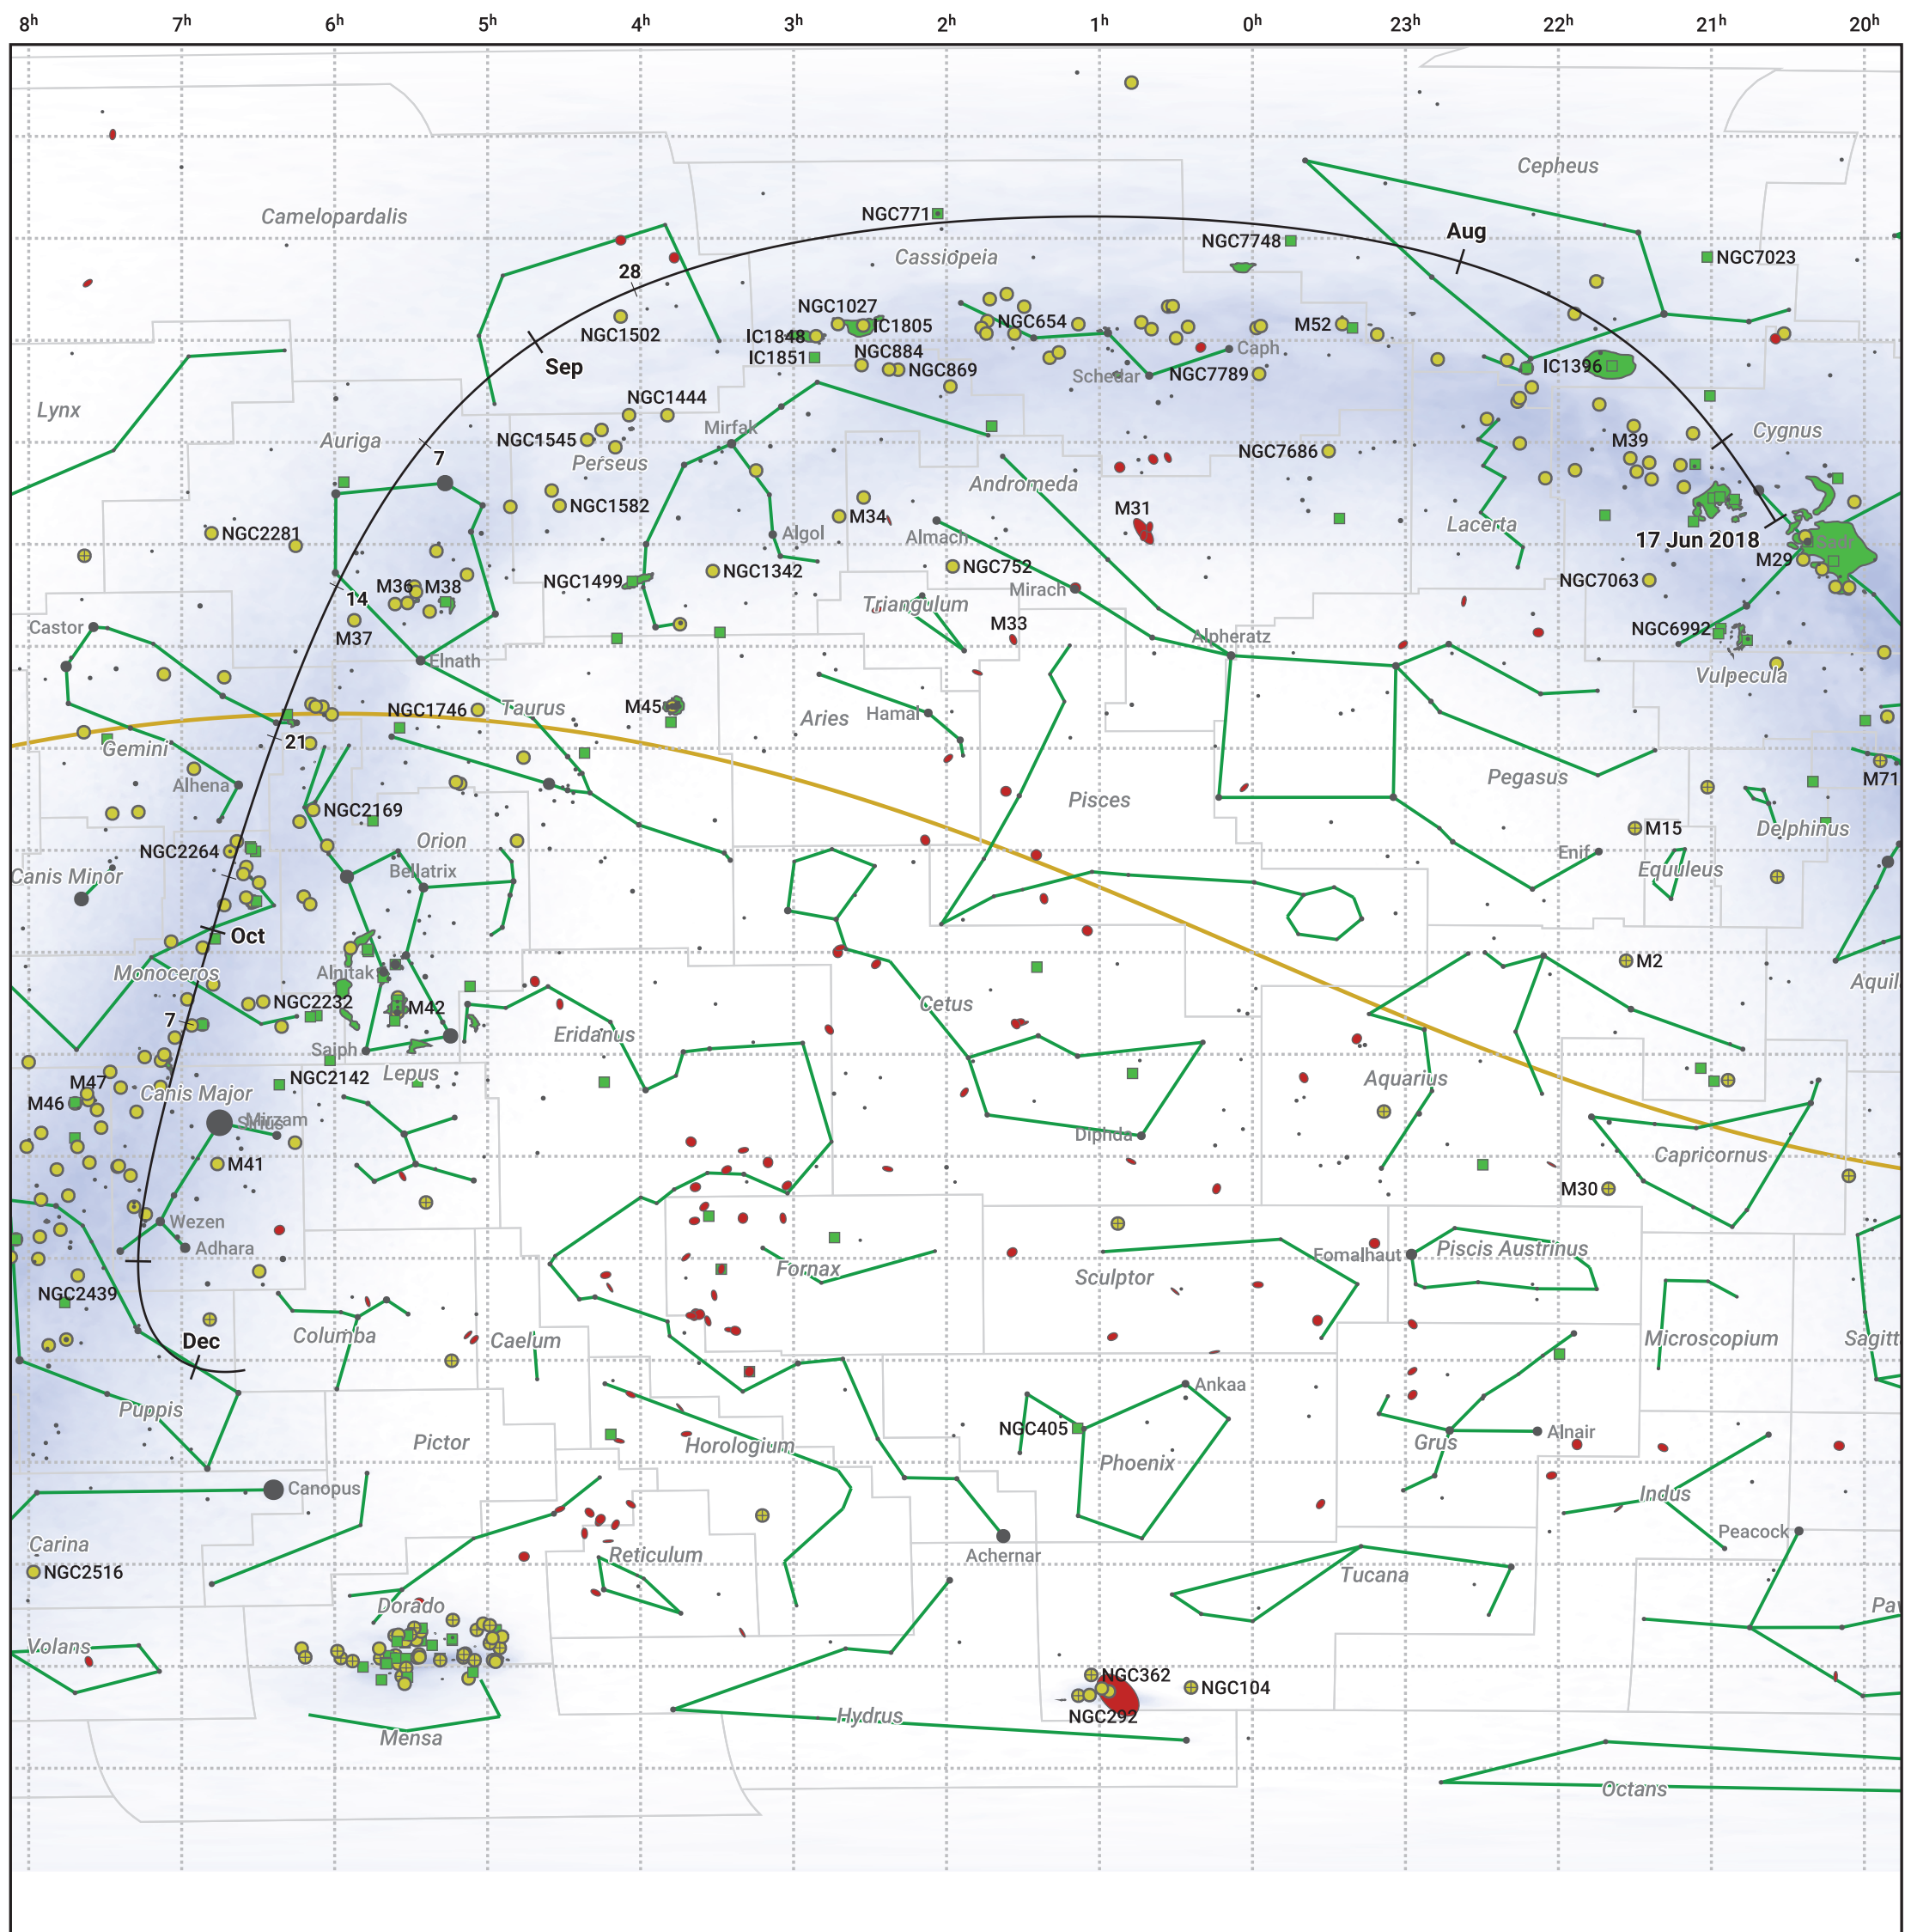 8h 7h 6h 5h 4h 3h 2h 1h 0h 23h 22h 21h 20h
Cepheus
Camelopardalis
NGC771
Aug
NGC7748
Cassiopeia
NGC7023
28
NGC1027
NGC1502
IC1848
IC1805
NGC654
M52
IC1851
NGC884
NGC869
Caph
Sep
Schedar
NGC7789
IC1396
NGC1444
Lynx
Mirfak
Auriga
NGC1545
M39
Cygnus
7
Perseus
NGC7686
Andromeda
NGC1582
M34
M31
Lacerta
NGC2281
Algol
Almach
17 Jun 2018
Sadr
M29
NGC1499
NGC1342
NGC752
NGC7063
M36
M38
Mirach
14
Triangulum
Castor
M37
M33
Alpheratz
NGC6992
Elnath
Vulpecula
NGC1746
Taurus
M45
Aries
Hamal
21
Gemini
Pegasus
M71
Alhena
Pisces
NGC2169
Orion
M15
Delphinus
NGC2264
Enif
Canis Minor
Bellatrix
Equuleus
Oct
M2
Monoceros
Alnitak
Aquil
NGC2232
M42
Cetus
7
Eridanus
Saiph
Lepus
M47
NGC2142
Aquarius
Canis Major
M46
Sirius
Mirzam
Diphda
M41
Capricornus
M30
Wezen
Adhara
Fornax
Sculptor
Fomalhaut
Piscis Austrinus
NGC2439
Dec
Columba
Caelum
Microscopium
Sagitt
Ankaa
Puppis
NGC405
Alnair
Pictor
Horologium
Phoenix
Grus
Canopus
Indus
Peacock
Carina
Reticulum
Achernar
NGC2516
Tucana
Dorado
Pav
Volans
NGC362
NGC104
Hydrus
NGC292
Mensa
Octans